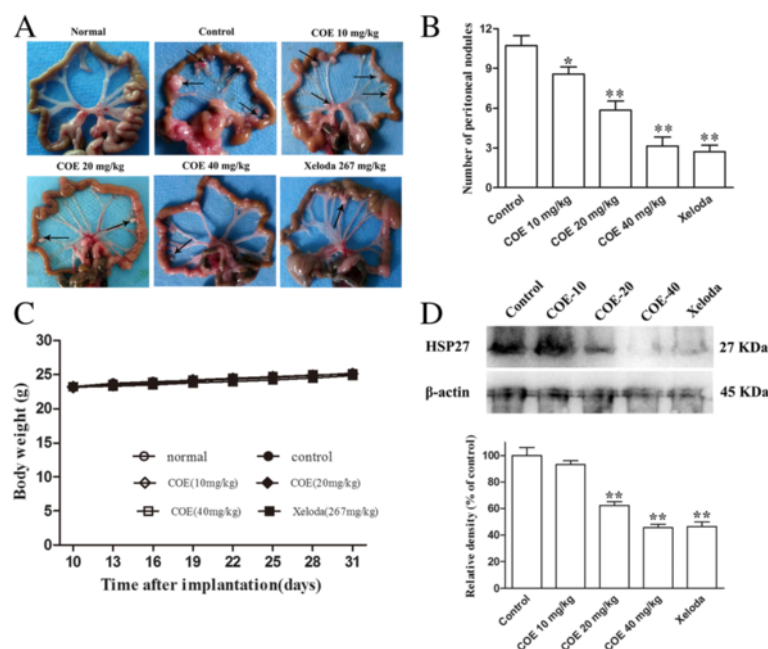 A
Normal
Control
COE 10 mg/kg
COE 20 mg/kg
COE 40 mg/kg
Xeloda 267 mg/kg
B
Number of peritoneal nodules
12
9
6
3
0
*
**
**
**
Control
COE 10 mg/kg
COE 20 mg/kg
COE 40 mg/kg
Xeloda
C
Body weight (g)
30
25
20
15
10
5
0
normal
control
COE(10mg/kg)
COE(20mg/kg)
COE(40mg/kg)
Xeloda(267mg/kg)
10 13 16 19 22 25 28 31
Time after implantation(days)
D
Control COE-10 COE-20 COE-40 Xeloda
HSP27
27 KDa
β-actin
45 KDa
Relative density (% of control)
100
80
60
40
20
0
**
**
**
Control
COE 10 mg/kg
COE 20 mg/kg
COE 40 mg/kg
Xeloda